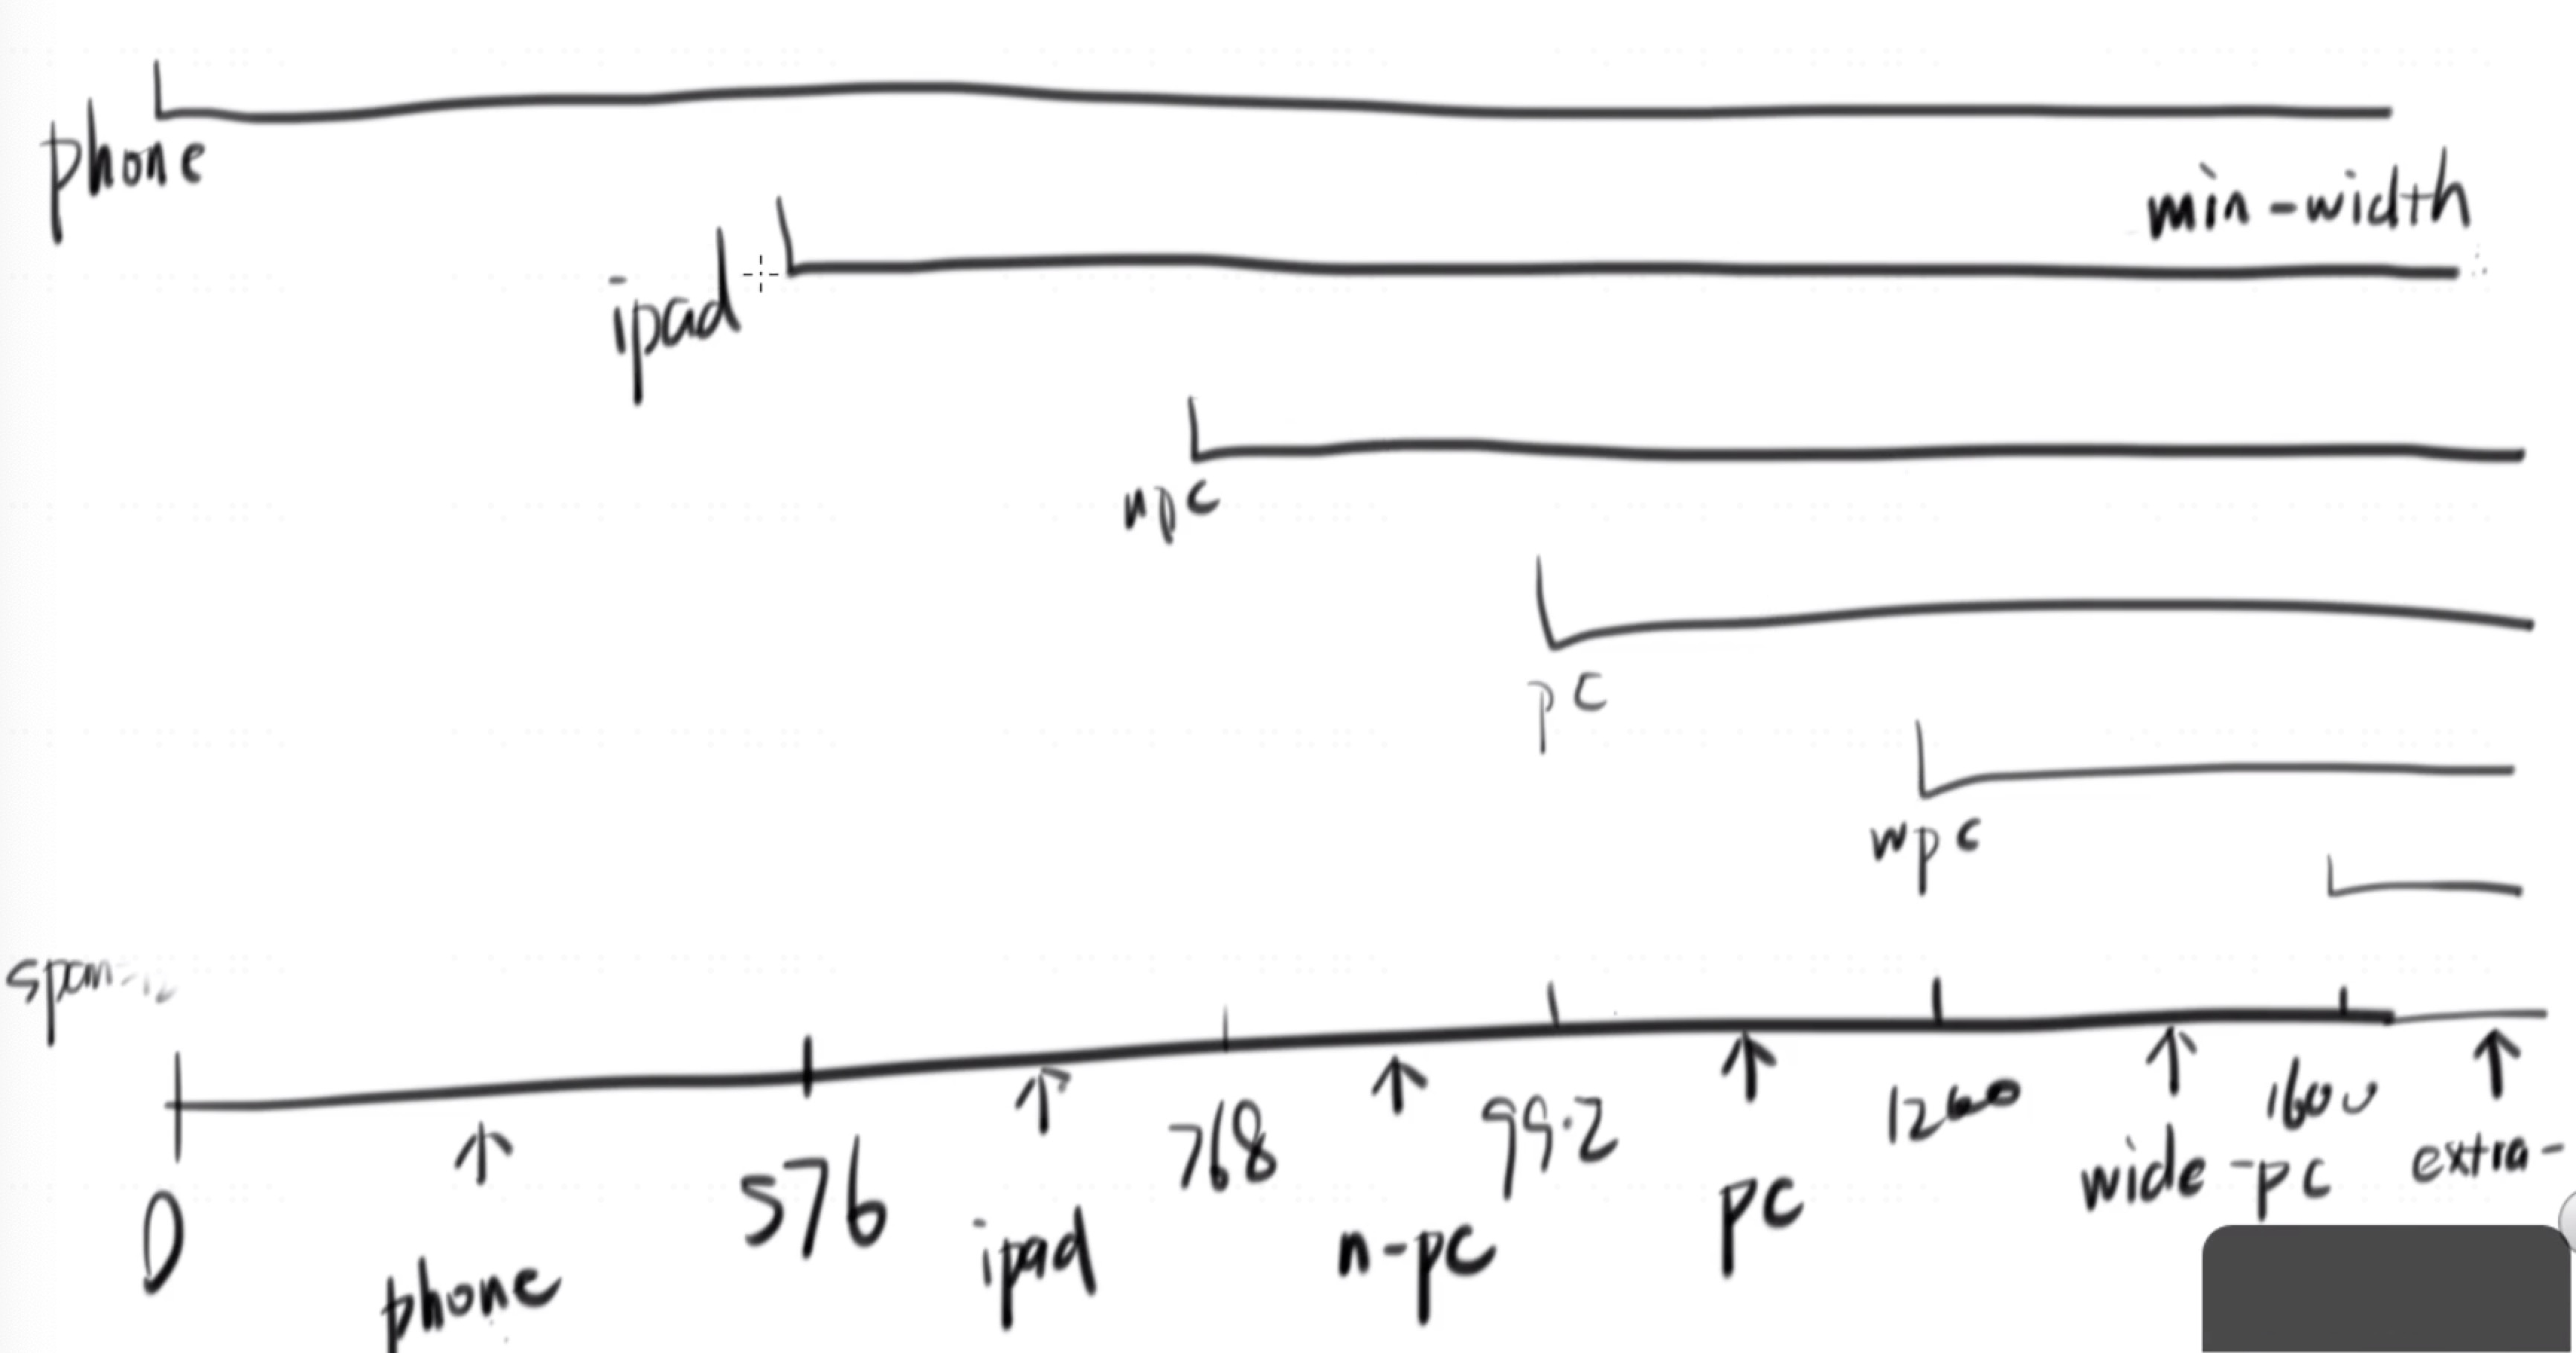 phone
min-width
ipad
npc
pc
wpc
0
576
768
992
1200
1600
phone
ipad
n-pc
pc
wide-pc
extra-